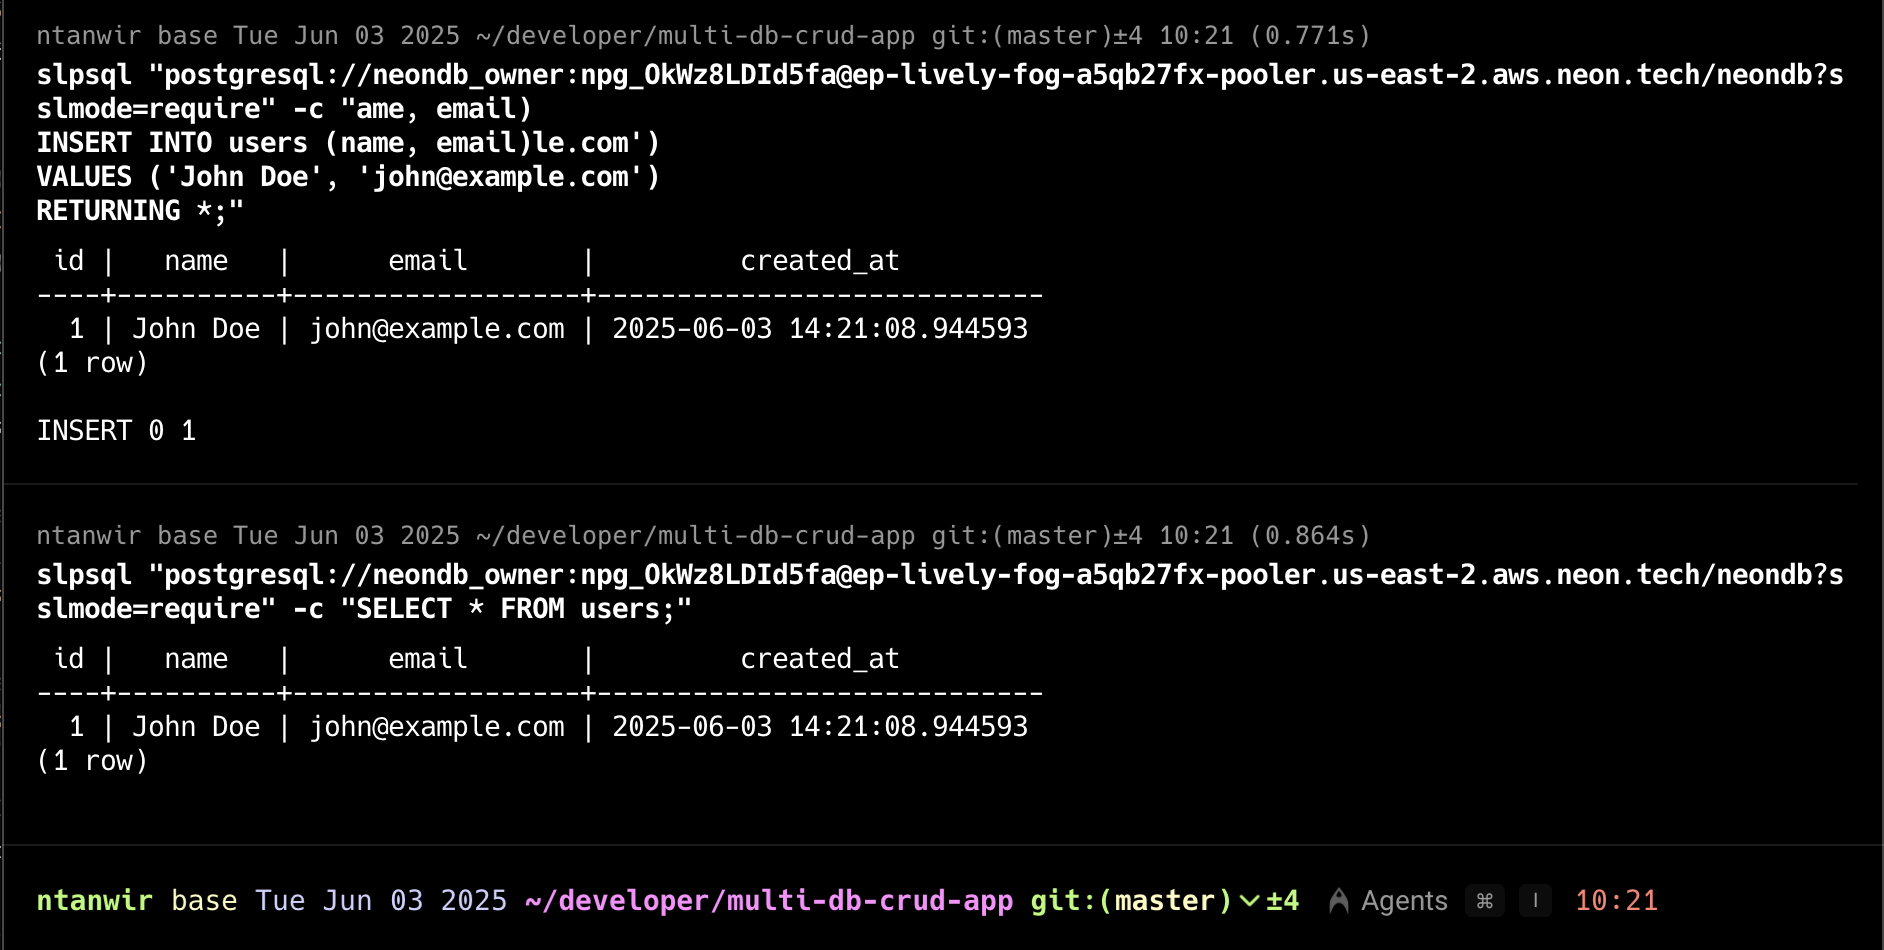 ntanwir base Tue Jun 03 2025 ~/developer/multi-db-crud-app git:(master)±4 10:21 (0.771s)
slpsql "postgresql://neondb_owner:npg_OkWz8LDId5fa@ep-lively-fog-a5qb27fx-pooler.us-east-2.aws.neon.tech/neondb?s
slmode=require" -c "ame, email)
INSERT INTO users (name, email)le.com')
VALUES ('John Doe', 'john@example.com')
RETURNING *;"
 id |   name   |      email       |         created_at
----+----------+------------------+----------------------------
  1 | John Doe | john@example.com | 2025-06-03 14:21:08.944593
(1 row)
INSERT 0 1
ntanwir base Tue Jun 03 2025 ~/developer/multi-db-crud-app git:(master)±4 10:21 (0.864s)
slpsql "postgresql://neondb_owner:npg_OkWz8LDId5fa@ep-lively-fog-a5qb27fx-pooler.us-east-2.aws.neon.tech/neondb?s
slmode=require" -c "SELECT * FROM users;"
 id |   name   |      email       |         created_at
----+----------+------------------+----------------------------
  1 | John Doe | john@example.com | 2025-06-03 14:21:08.944593
(1 row)
ntanwir base Tue Jun 03 2025 ~/developer/multi-db-crud-app git:(master)±4 Agents ⌘ I 10:21